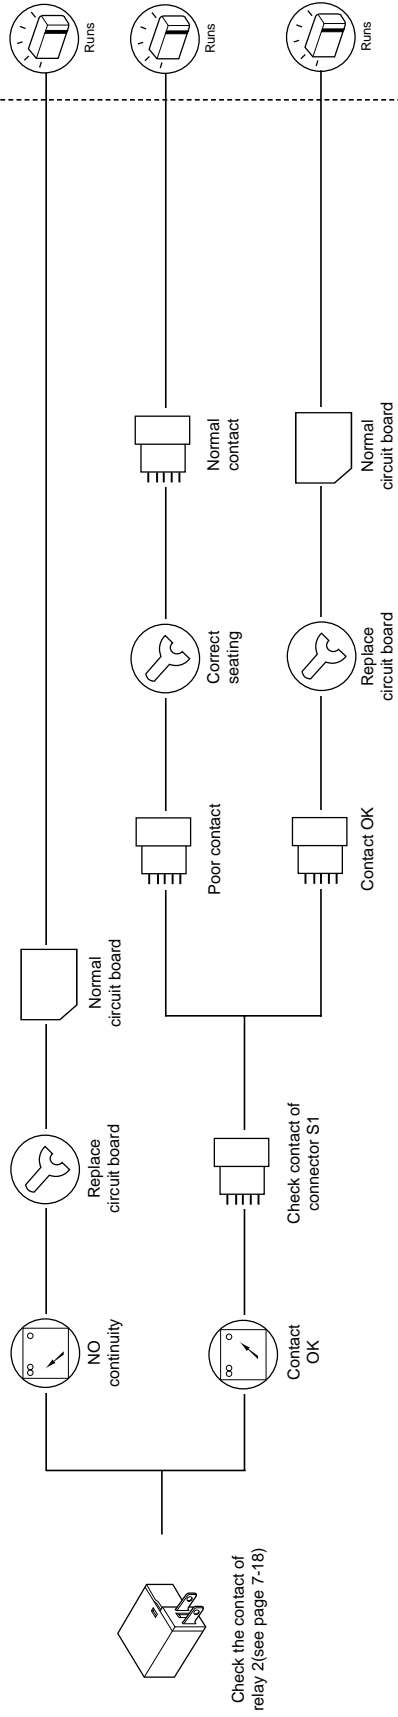 Check the contact of
relay 2(see page 7-18)
NO
continuity
Replace
circuit board
Normal
circuit board
Runs
Contact
OK
Check contact of
connector S1
Poor contact
Correct
seating
Normal
contact
Runs
Contact OK
Replace
circuit board
Normal
circuit board
Runs